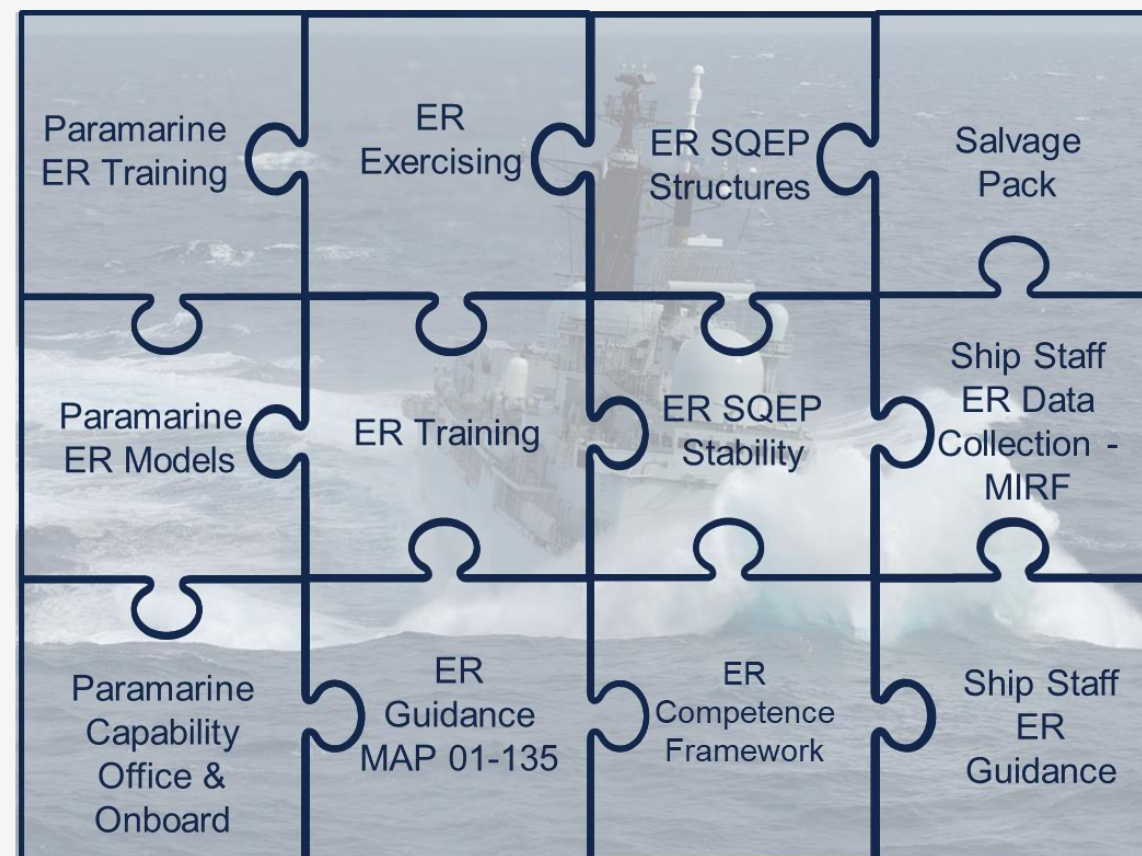 Paramarine
ER Training
ER
Exercising
ER SQEP
Structures
Salvage
Pack
Paramarine
ER Models
ER Training
ER SQEP
Stability
Ship Staff
ER Data
Collection -
MIRF
Paramarine
Capability
Office &
Onboard
ER
Guidance
MAP 01-135
ER
Competence
Framework
Ship Staff
ER
Guidance